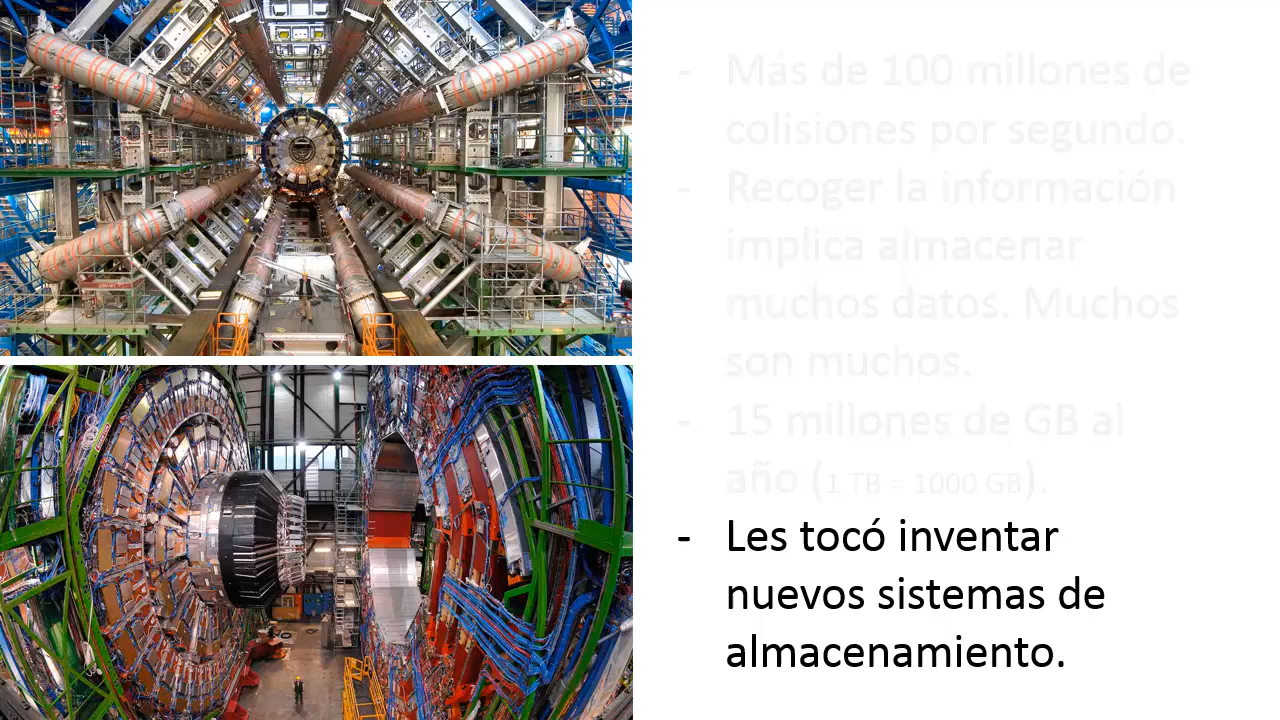 - Más de 100 millones de
colisiones por segundo.
- Recoger la información
implica almacenar
muchos datos. Muchos
son muchos.
- 15 millones de GB al
año (1 TB = 1000 GB).
- Les tocó inventar
nuevos sistemas de
almacenamiento.